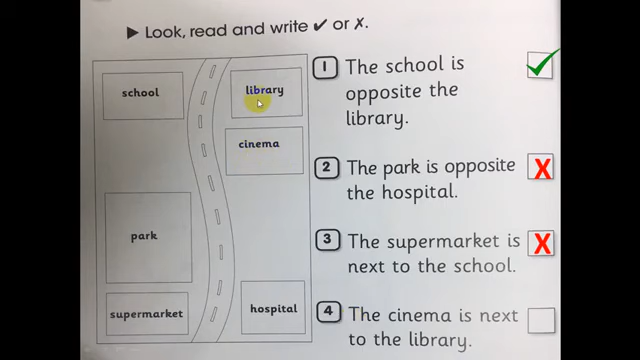 ▶ Look, read and write ✔ or ✗.
school
library
cinema
park
supermarket
hospital
1 The school is
opposite the
library.
2 The park is opposite
the hospital.
3 The supermarket is
next to the school.
4 The cinema is next
to the library.